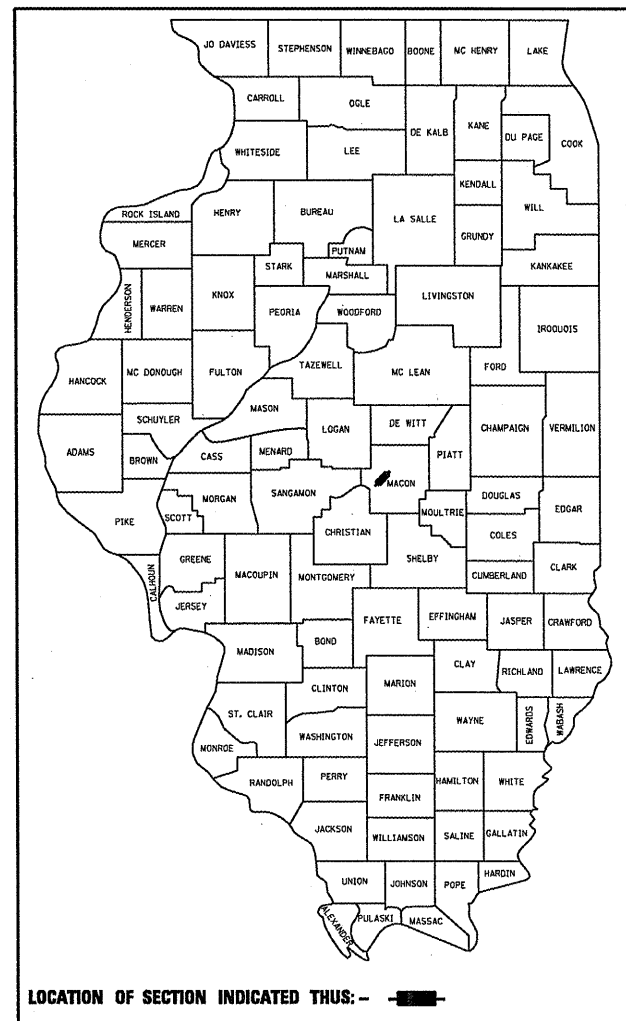 JO DAVIESS STEPHENSON WINNEBAGO BOONE MC HENRY LAKE
CARROLL OGLE DE KALB KANE DU PAGE COOK
WHITESIDE LEE
KENDALL
ROCK ISLAND HENRY BUREAU LA SALLE WILL
MERCER PUTNAM GRUNDY
STARK MARSHALL KANKAKEE
HENDERSON WARREN KNOX PEORIA WOODFORD LIVINGSTON
IROQUOIS
HANCOCK MC DONOUGH FULTON TAZEWELL MC LEAN FORD
MASON
SCHUYLER LOGAN DE WITT CHAMPAIGN VERMILION
ADAMS BROWN CASS MENARD PIATT
MACON
MORGAN SANGAMON DOUGLAS EDGAR
PIKE SCOTT MOULTRIE
CHRISTIAN COLES
GREENE SHELBY
CALHOUN MACOUPIN MONTGOMERY CUMBERLAND CLARK
JERSEY
FAYETTE EFFINGHAM JASPER CRAWFORD
MADISON BOND
CLAY RICHLAND LAWRENCE
CLINTON MARION
ST. CLAIR WAYNE EDWARDS WABASH
WASHINGTON JEFFERSON
MONROE
RANDOLPH PERRY HAMILTON WHITE
FRANKLIN
JACKSON WILLIAMSON SALINE GALLATIN
HARDIN
UNION JOHNSON POPE
ALEXANDER PULASKI MASSAC
LOCATION OF SECTION INDICATED THUS: -